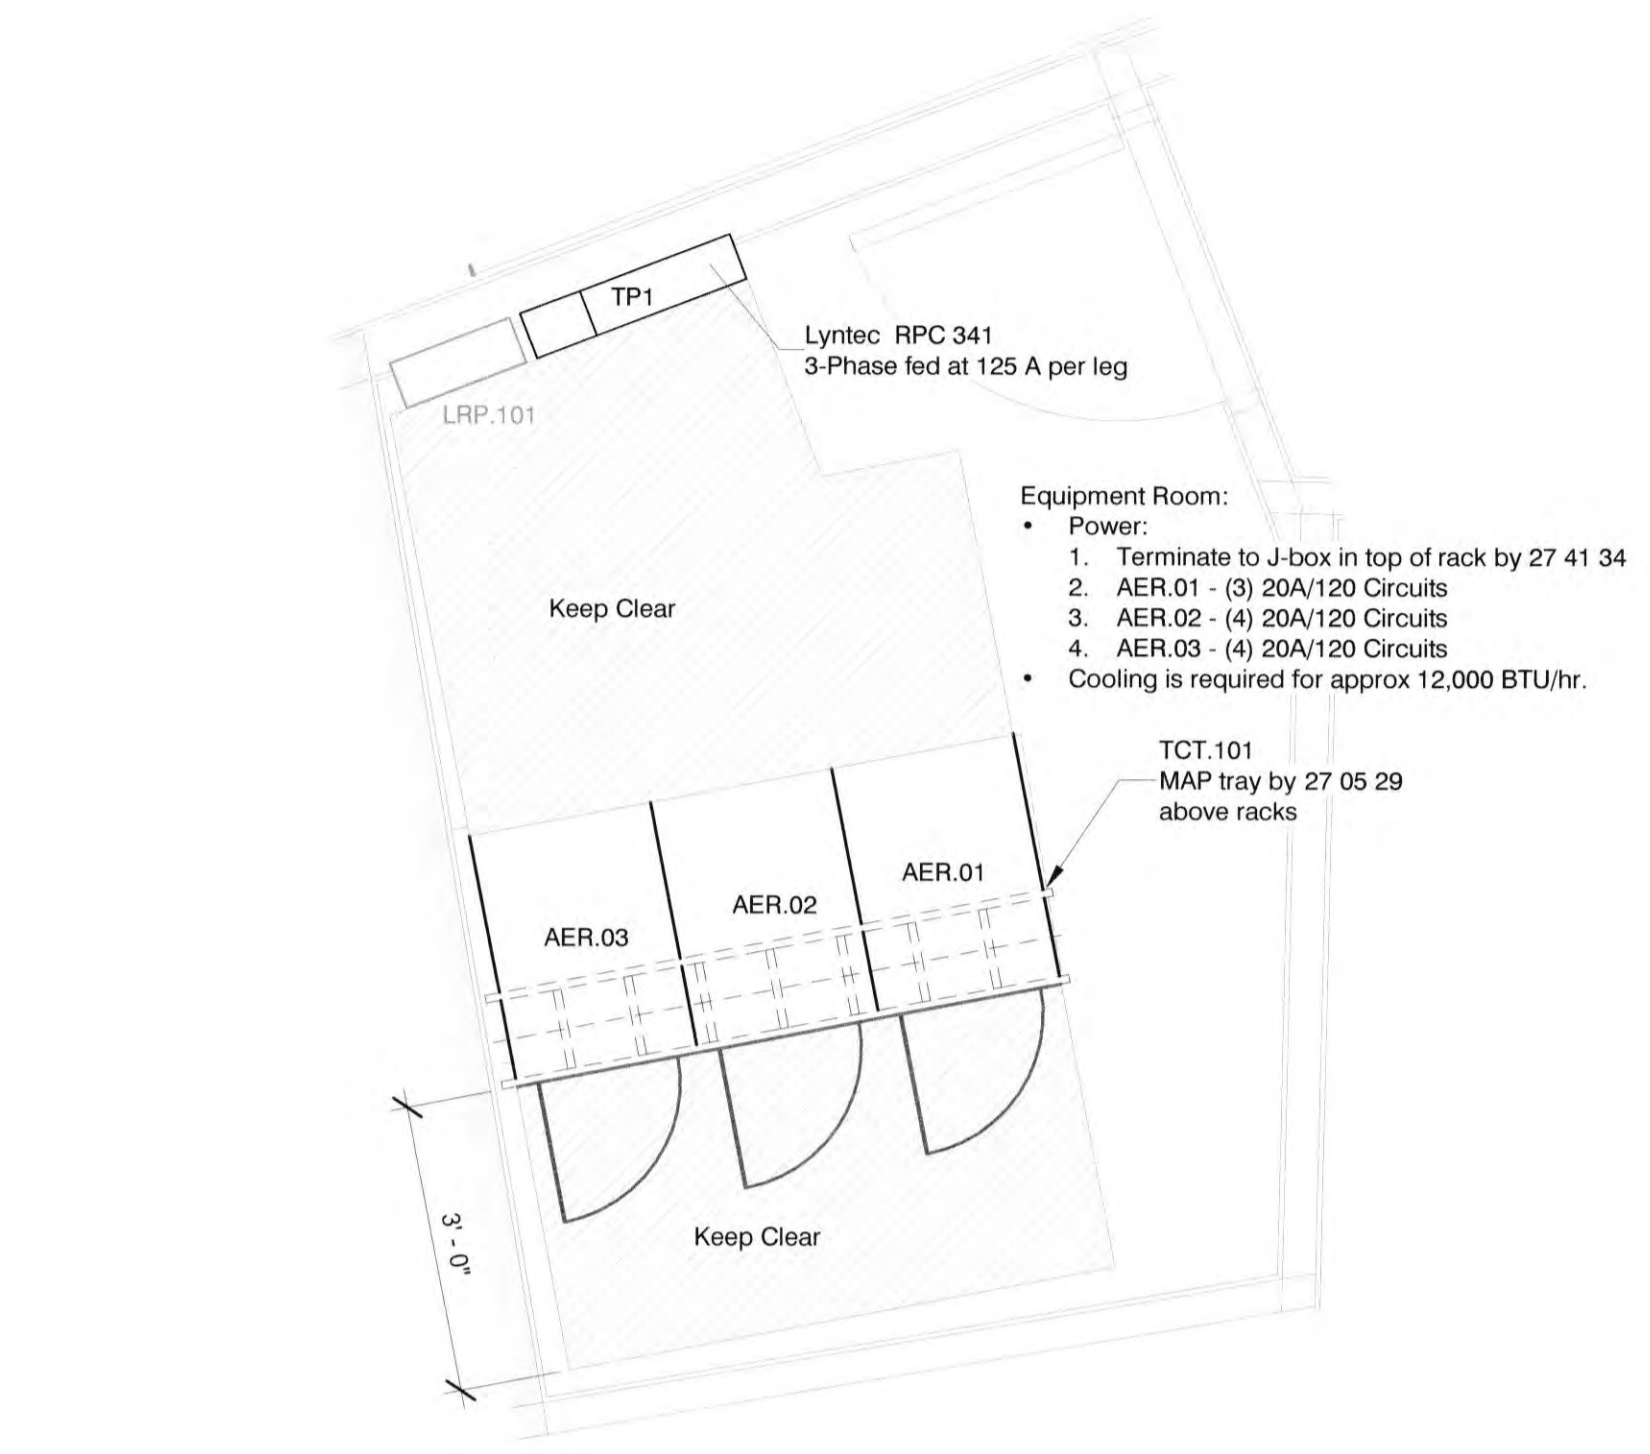 TP1
Lyntec RPC 341
3-Phase fed at 125 A per leg
LRP.101
Equipment Room:
• Power:
1. Terminate to J-box in top of rack by 27 41 34
2. AER.01 - (3) 20A/120 Circuits
3. AER.02 - (4) 20A/120 Circuits
4. AER.03 - (4) 20A/120 Circuits
• Cooling is required for approx 12,000 BTU/hr.
Keep Clear
TCT.101
MAP tray by 27 05 29
above racks
AER.01
AER.02
AER.03
3' - 0"
Keep Clear